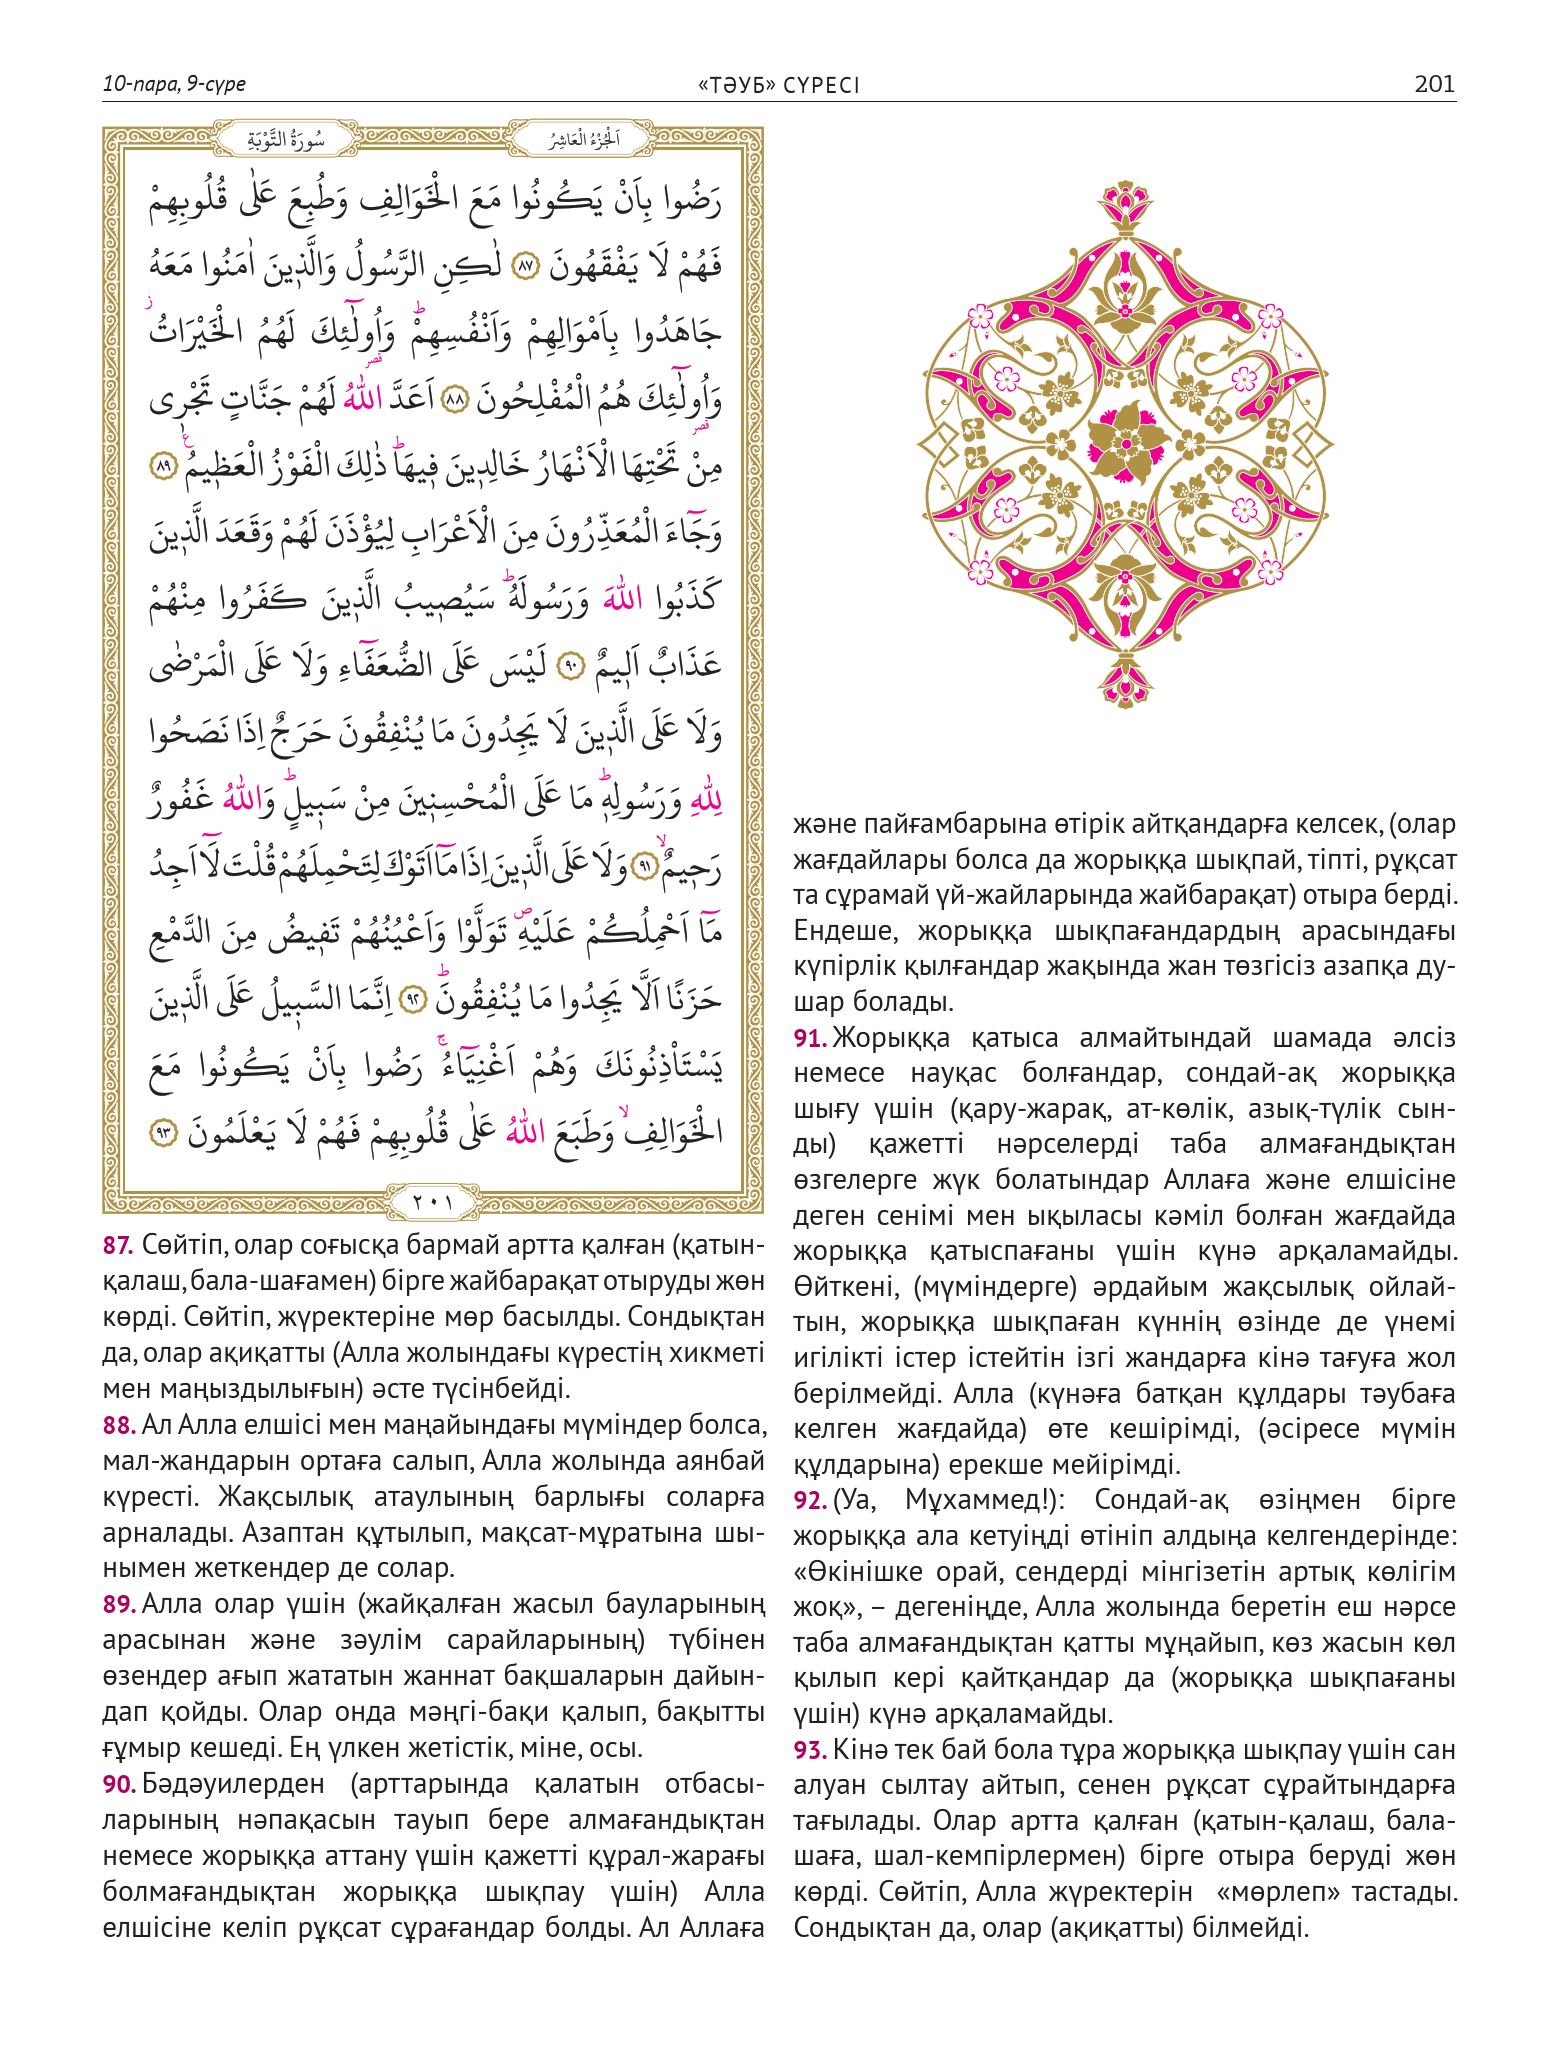 10-пара, 9-сүре
«ТӘУБ» СҮРЕСІ
201
سُورَةُ التَّوْبَةِ
اَلْجُزْءُ الْعَاشِرُ
رَضُوا بِاَنْ يَكُونُوا مَعَ الْخَوَالِفِ وَطُبِعَ عَلٰى قُلُوبِهِمْ
فَهُمْ لَا يَفْقَهُونَ ﴿٨٧﴾ لٰكِنِ الرَّسُولُ وَالَّذ۪ينَ اٰمَنُوا مَعَهُ
جَاهَدُوا بِاَمْوَالِهِمْ وَاَنْفُسِهِمْۜ وَاُو۬لٰٓئِكَ لَهُمُ الْخَيْرَاتُۘ
وَاُو۬لٰٓئِكَ هُمُ الْمُفْلِحُونَ ﴿٨٨﴾ اَعَدَّ اللّٰهُ لَهُمْ جَنَّاتٍ تَجْر۪ى
مِنْ تَحْتِهَا الْاَنْهَارُ خَالِد۪ينَ ف۪يهَاۜ ذٰلِكَ الْفَوْزُ الْعَظ۪يمُ ﴿٨٩﴾
وَجَٓاءَ الْمُعَذِّرُونَ مِنَ الْاَعْرَابِ لِيُؤْذَنَ لَهُمْ وَقَعَدَ الَّذ۪ينَ
كَذَبُوا اللّٰهَ وَرَسُولَهُۜ سَيُص۪يبُ الَّذ۪ينَ كَفَرُوا مِنْهُمْ
عَذَابٌ اَل۪يمٌ ﴿٩٠﴾ لَيْسَ عَلَى الضُّعَفَٓاءِ وَلَا عَلَى الْمَرْضٰى
وَلَا عَلَى الَّذ۪ينَ لَا يَجِدُونَ مَا يُنْفِقُونَ حَرَجٌ اِذَا نَصَحُوا
لِلّٰهِ وَرَسُولِه۪ۜ مَا عَلَى الْمُحْسِن۪ينَ مِنْ سَب۪يلٍۜ وَاللّٰهُ غَفُورٌ
رَح۪يمٌۙ ﴿٩١﴾ وَلَا عَلَى الَّذ۪ينَ اِذَا مَٓا اَتَوْكَ لِتَحْمِلَهُمْ قُلْتَ لَٓا اَجِدُ
مَٓا اَحْمِلُكُمْ عَلَيْهِۖ تَوَلَّوْا وَاَعْيُنُهُمْ تَف۪يضُ مِنَ الدَّمْعِ
حَزَنًا اَلَّا يَجِدُوا مَا يُنْفِقُونَۜ ﴿٩٢﴾ اِنَّمَا السَّب۪يلُ عَلَى الَّذ۪ينَ
يَسْتَأْذِنُونَكَ وَهُمْ اَغْنِيَٓاءُۚ رَضُوا بِاَنْ يَكُونُوا مَعَ
الْخَوَالِفِۙ وَطَبَعَ اللّٰهُ عَلٰى قُلُوبِهِمْ فَهُمْ لَا يَعْلَمُونَ ﴿٩٣﴾
٢٠١
87. Сөйтіп, олар соғысқа бармай артта қалған (қатын-
қалаш, бала-шағамен) бірге жайбарақат отыруды жөн
көрді. Сөйтіп, жүректеріне мөр басылды. Сондықтан
да, олар ақиқатты (Алла жолындағы күрестің хикметі
мен маңыздылығын) әсте түсінбейді.
88. Ал Алла елшісі мен маңайындағы мүміндер болса,
мал-жандарын ортаға салып, Алла жолында аянбай
күресті. Жақсылық атаулының барлығы соларға
арналады. Азаптан құтылып, мақсат-мұратына шы-
нымен жеткендер де солар.
89. Алла олар үшін (жайқалған жасыл бауларының
арасынан және зәулім сарайларының) түбінен
өзендер ағып жататын жаннат бақшаларын дайын-
дап қойды. Олар онда мәңгі-бақи қалып, бақытты
ғұмыр кешеді. Ең үлкен жетістік, міне, осы.
90. Бәдәуилерден (арттарында қалатын отбасы-
ларының нәпақасын тауып бере алмағандықтан
немесе жорыққа аттану үшін қажетті құрал-жарағы
болмағандықтан жорыққа шықпау үшін) Алла
елшісіне келіп рұқсат сұрағандар болды. Ал Аллаға
және пайғамбарына өтірік айтқандарға келсек, (олар
жағдайлары болса да жорыққа шықпай, тіпті, рұқсат
та сұрамай үй-жайларында жайбарақат) отыра берді.
Ендеше, жорыққа шықпағандардың арасындағы
күпірлік қылғандар жақында жан төзгісіз азапқа ду-
шар болады.
91. Жорыққа қатыса алмайтындай шамада әлсіз
немесе науқас болғандар, сондай-ақ жорыққа
шығу үшін (қару-жарақ, ат-көлік, азық-түлік сын-
ды) қажетті нәрселерді таба алмағандықтан
өзгелерге жүк болатындар Аллаға және елшісіне
деген сенімі мен ықыласы кәміл болған жағдайда
жорыққа қатыспағаны үшін күнә арқаламайды.
Өйткені, (мүміндерге) әрдайым жақсылық ойлай-
тын, жорыққа шықпаған күннің өзінде де үнемі
игілікті істер істейтін ізгі жандарға кінә тағуға жол
берілмейді. Алла (күнәға батқан құлдары тәубаға
келген жағдайда) өте кешірімді, (әсіресе мүмін
құлдарына) ерекше мейірімді.
92. (Уа, Мұхаммед!): Сондай-ақ өзіңмен бірге
жорыққа ала кетуіңді өтініп алдыңа келгендерінде:
«Өкінішке орай, сендерді мінгізетін артық көлігім
жоқ», – дегеніңде, Алла жолында беретін еш нәрсе
таба алмағандықтан қатты мұңайып, көз жасын көл
қылып кері қайтқандар да (жорыққа шықпағаны
үшін) күнә арқаламайды.
93. Кінә тек бай бола тұра жорыққа шықпау үшін сан
алуан сылтау айтып, сенен рұқсат сұрайтындарға
тағылады. Олар артта қалған (қатын-қалаш, бала-
шаға, шал-кемпірлермен) бірге отыра беруді жөн
көрді. Сөйтіп, Алла жүректерін «мөрлеп» тастады.
Сондықтан да, олар (ақиқатты) білмейді.